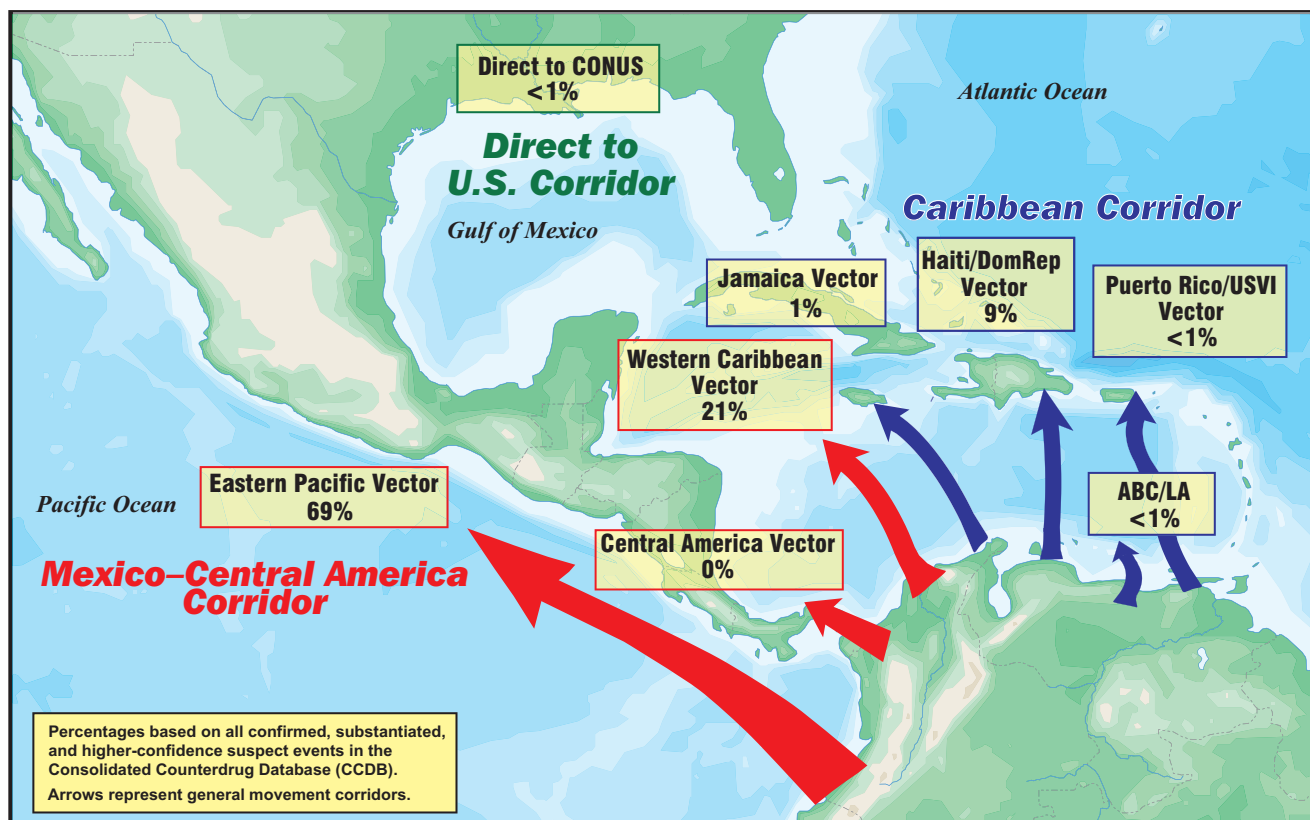 Direct to CONUS
<1%
Atlantic Ocean
Direct to
U.S. Corridor
Gulf of Mexico
Caribbean Corridor
Jamaica Vector
1%
Haiti/DomRep
Vector
9%
Puerto Rico/USVI
Vector
<1%
Western Caribbean
Vector
21%
Pacific Ocean
Eastern Pacific Vector
69%
ABC/LA
<1%
Central America Vector
0%
Mexico–Central America
Corridor
Percentages based on all confirmed, substantiated,
and higher-confidence suspect events in the
Consolidated Counterdrug Database (CCDB).
Arrows represent general movement corridors.